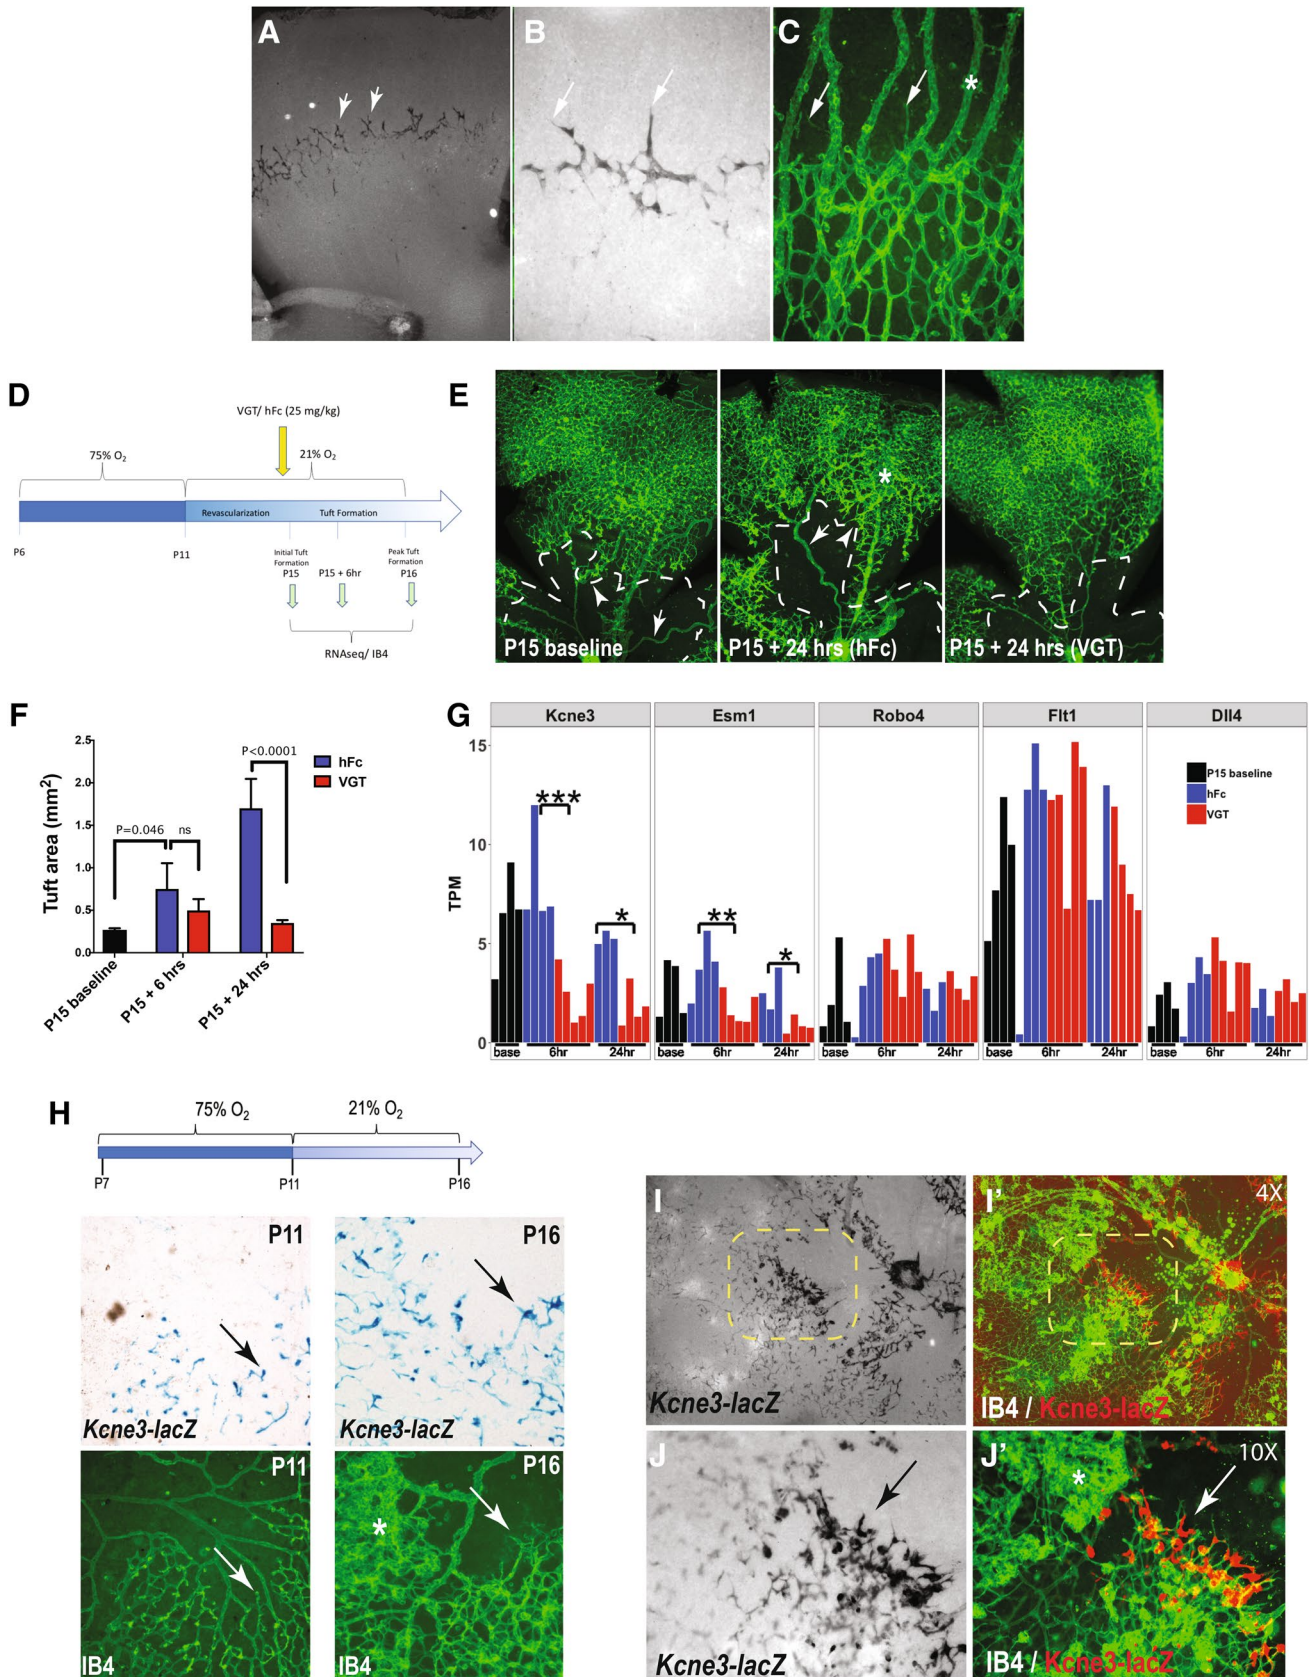 A
B
C
*
D
VGT/ hFc (25 mg/kg)
75% O2
21% O2
Revascularization
Tuft Formation
P6
P11
Initial Tuft
Formation
P15
P15 + 6hr
Peak Tuft
Formation
P16
RNAseq/ IB4
E
*
P15 baseline
P15 + 24 hrs (hFc)
P15 + 24 hrs (VGT)
F
Tuft area (mm2)
2.5
2.0
1.5
1.0
0.5
0.0
P=0.046
ns
P<0.0001
hFc
VGT
P15 baseline
P15 + 6 hrs
P15 + 24 hrs
G
Kcne3
Esm1
Robo4
Flt1
Dll4
TPM
15
10
5
0
***
*
**
*
P15 baseline
hFc
VGT
base 6hr 24hr
base 6hr 24hr
base 6hr 24hr
base 6hr 24hr
base 6hr 24hr
H
75% O2
21% O2
P7
P11
P16
P11
Kcne3-lacZ
P16
Kcne3-lacZ
P11
IB4
P16
*
IB4
I
Kcne3-lacZ
I’
4X
IB4 / Kcne3-lacZ
J
Kcne3-lacZ
J’
10X
*
IB4 / Kcne3-lacZ